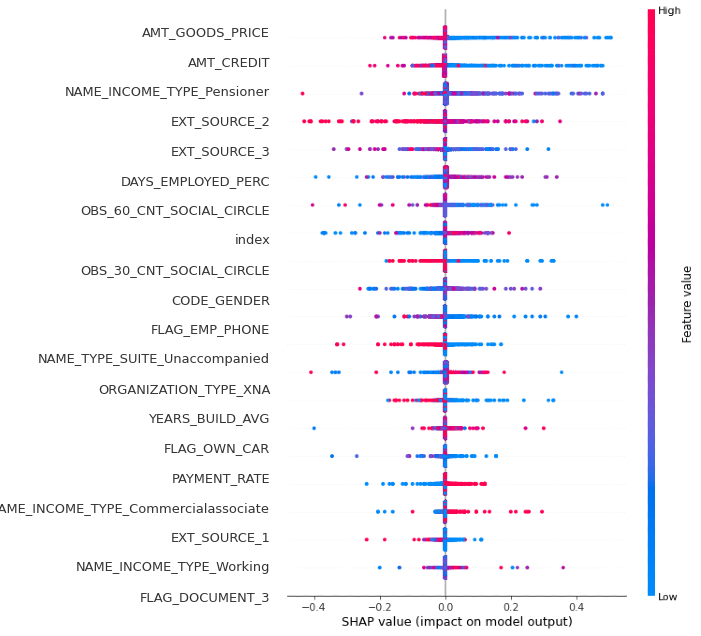 High
AMT_GOODS_PRICE
AMT_CREDIT
NAME_INCOME_TYPE_Pensioner
EXT_SOURCE_2
EXT_SOURCE_3
DAYS_EMPLOYED_PERC
OBS_60_CNT_SOCIAL_CIRCLE
index
OBS_30_CNT_SOCIAL_CIRCLE
CODE_GENDER
FLAG_EMP_PHONE
NAME_TYPE_SUITE_Unaccompanied
ORGANIZATION_TYPE_XNA
YEARS_BUILD_AVG
FLAG_OWN_CAR
PAYMENT_RATE
AME_INCOME_TYPE_Commercialassociate
EXT_SOURCE_1
NAME_INCOME_TYPE_Working
FLAG_DOCUMENT_3
Low
Feature value
−0.4 −0.2 0.0 0.2 0.4
SHAP value (impact on model output)